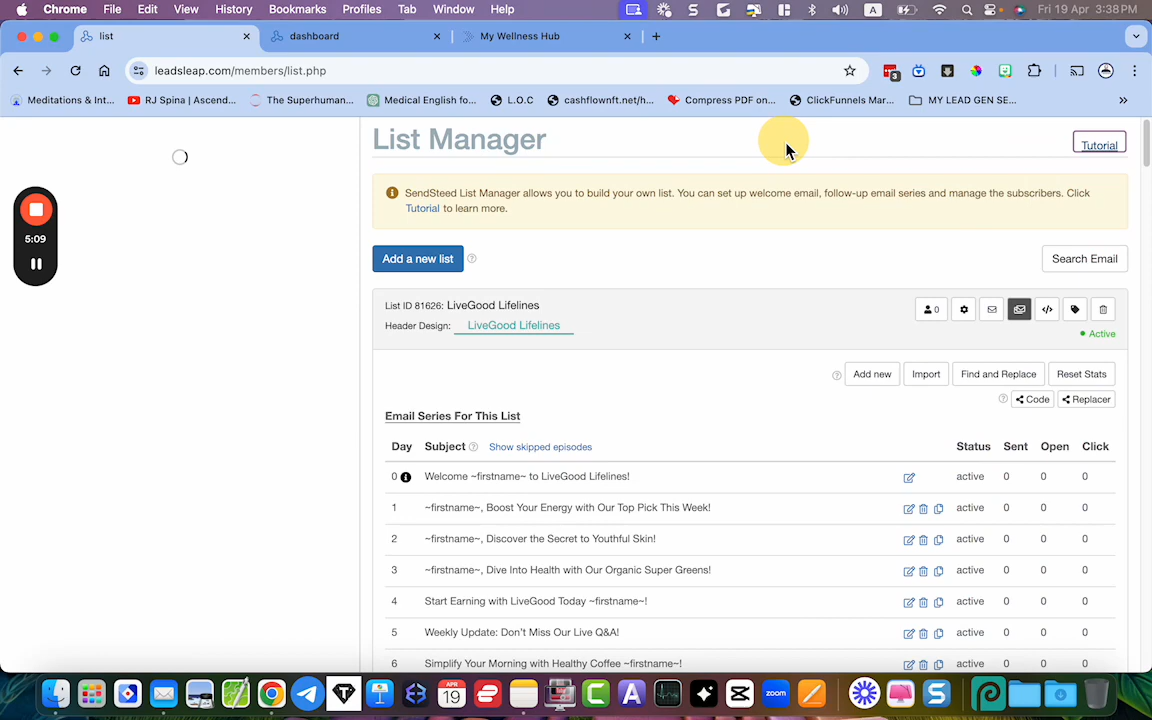 Chrome File Edit View History Bookmarks Profiles Tab Window Help A Fri 19 Apr 3:38 PM
list dashboard My Wellness Hub
leadsleap.com/members/list.php 3
Meditations & Int... RJ Spina | Ascend... The Superhuman... Medical English fo... L.O.C cashflownft.net/h... Compress PDF on... ClickFunnels Mar... MY LEAD GEN SE...
List Manager
Tutorial
SendSteed List Manager allows you to build your own list. You can set up welcome email, follow-up email series and manage the subscribers. Click
Tutorial to learn more.
5:09
Add a new list
Search Email
List ID 81626: LiveGood Lifelines
0
Header Design: LiveGood Lifelines
Active
Add new Import Find and Replace Reset Stats
Code Replacer
Email Series For This List
Day Subject Show skipped episodes Status Sent Open Click
0 Welcome ~firstname~ to LiveGood Lifelines! active 0 0 0
1 ~firstname~, Boost Your Energy with Our Top Pick This Week! active 0 0 0
2 ~firstname~, Discover the Secret to Youthful Skin! active 0 0 0
3 ~firstname~, Dive Into Health with Our Organic Super Greens! active 0 0 0
4 Start Earning with LiveGood Today ~firstname~! active 0 0 0
5 Weekly Update: Don't Miss Our Live Q&A! active 0 0 0
6 Simplify Your Morning with Healthy Coffee ~firstname~! active 0 0 0
APR
19
zoom